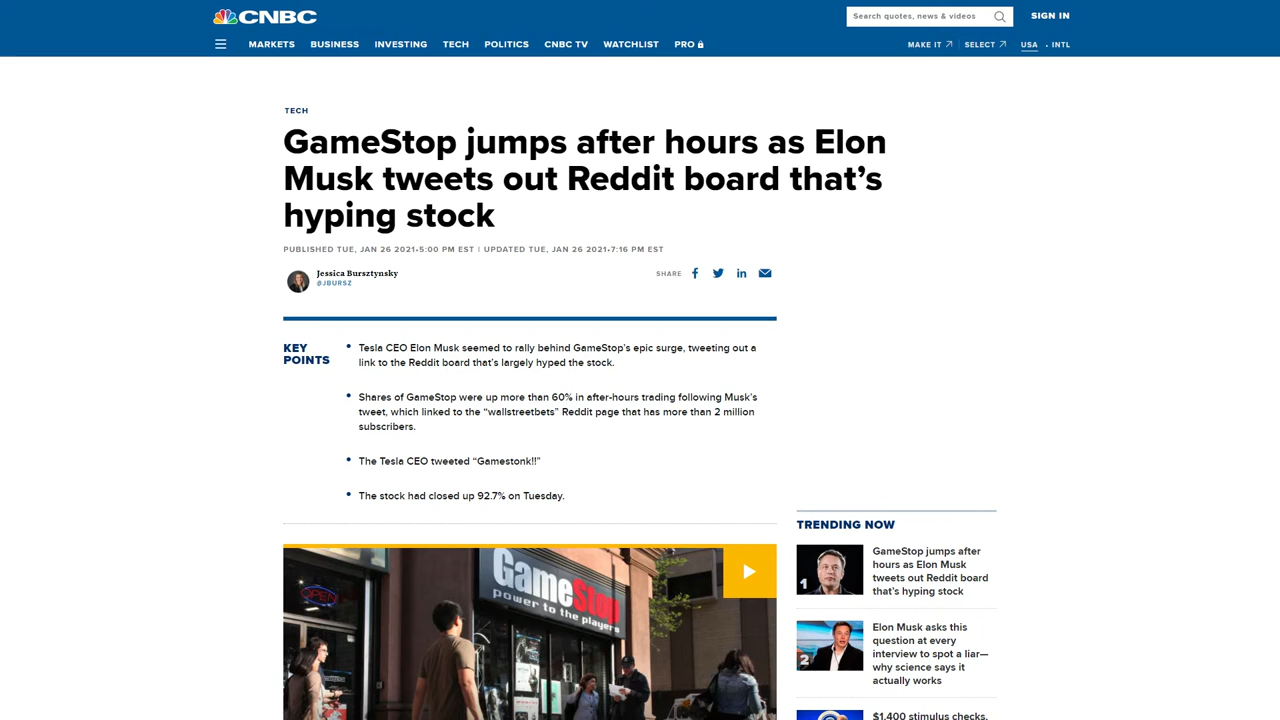 CNBC
Search quotes, news & videos
SIGN IN
MARKETS BUSINESS INVESTING TECH POLITICS CNBC TV WATCHLIST PRO
MAKE IT SELECT USA INTL
TECH
GameStop jumps after hours as Elon
Musk tweets out Reddit board that’s
hyping stock
PUBLISHED TUE, JAN 26 2021•5:00 PM EST | UPDATED TUE, JAN 26 2021•7:16 PM EST
Jessica Bursztynsky
@JBURSZ
SHARE
KEY
POINTS
Tesla CEO Elon Musk seemed to rally behind GameStop’s epic surge, tweeting out a
link to the Reddit board that’s largely hyped the stock.
Shares of GameStop were up more than 60% in after-hours trading following Musk’s
tweet, which linked to the “wallstreetbets” Reddit page that has more than 2 million
subscribers.
The Tesla CEO tweeted “Gamestonk!!”
The stock had closed up 92.7% on Tuesday.
OPEN
GameStop
power to the players
TRENDING NOW
1
GameStop jumps after
hours as Elon Musk
tweets out Reddit board
that’s hyping stock
2
Elon Musk asks this
question at every
interview to spot a liar—
why science says it
actually works
$1,400 stimulus checks,